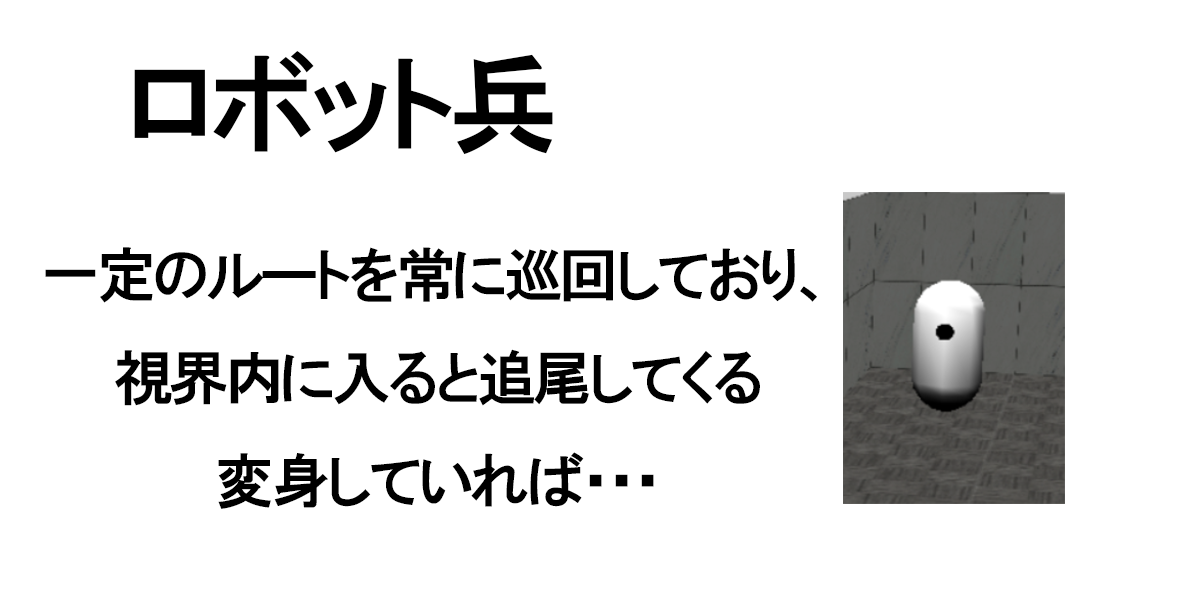 ロボット兵
一定のルートを常に巡回しており、
視界内に入ると追尾してくる
変身していれば・・・